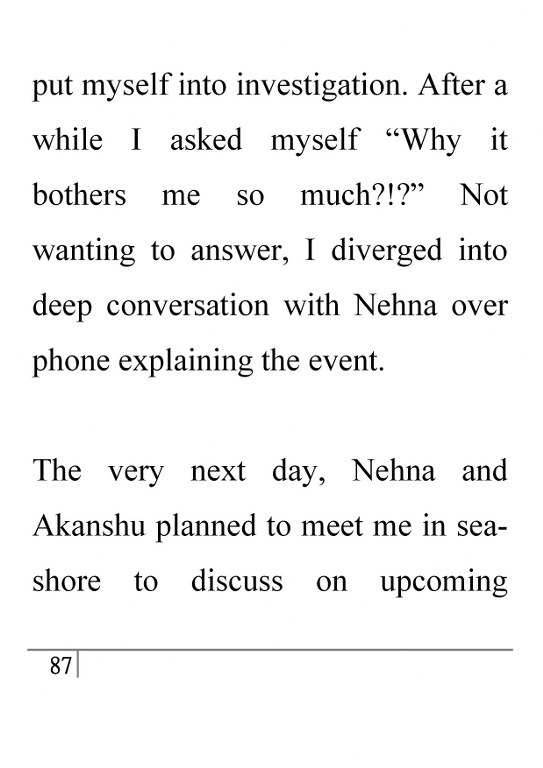 put myself into investigation. After a
while I asked myself “Why it
bothers me so much?!?” Not
wanting to answer, I diverged into
deep conversation with Nehna over
phone explaining the event.
The very next day, Nehna and
Akanshu planned to meet me in sea-
shore to discuss on upcoming
87